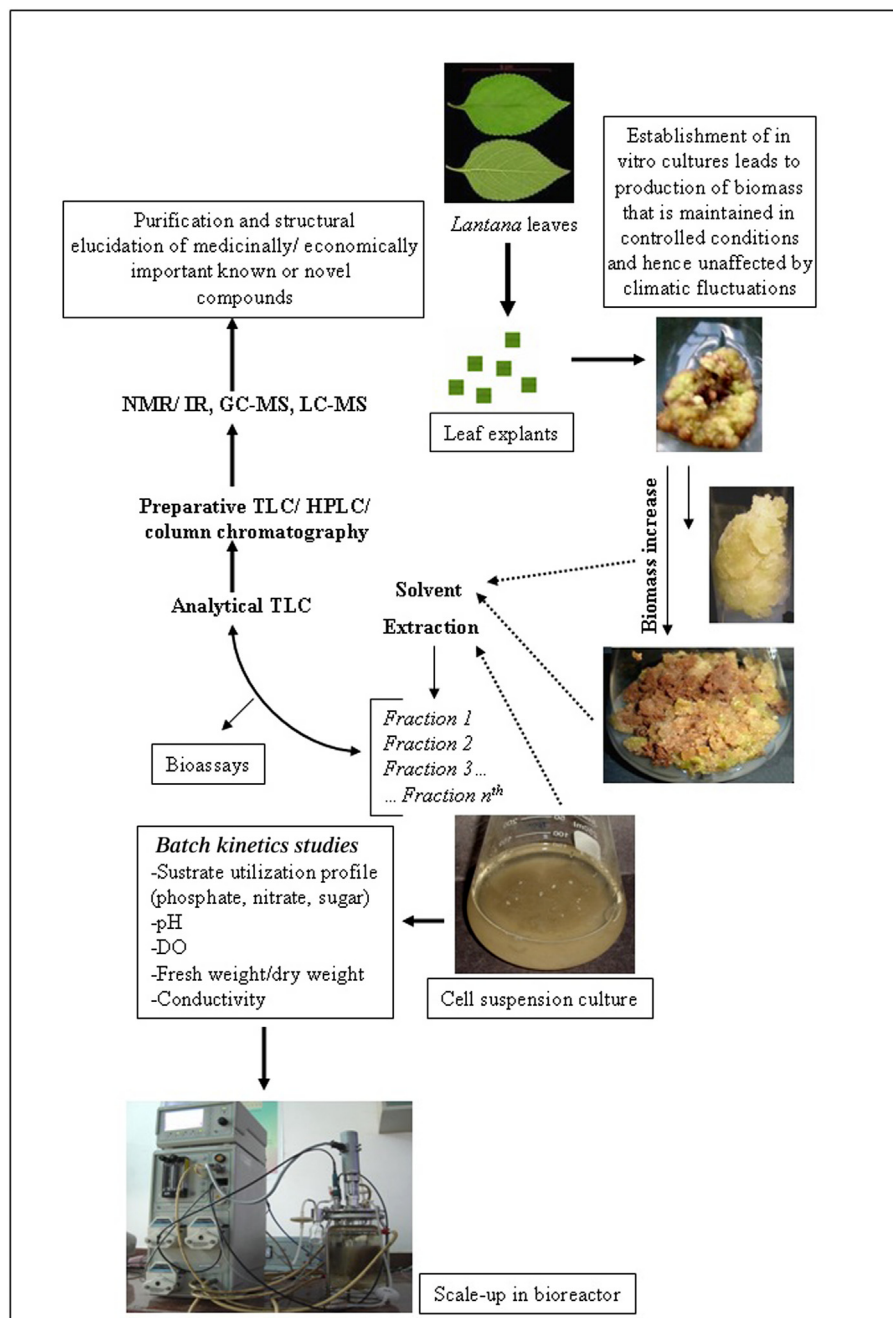 Lantana leaves
Establishment of in
vitro cultures leads to
production of biomass
that is maintained in
controlled conditions
and hence unaffected by
climatic fluctuations
Purification and structural
elucidation of medicinally/ economically
important known or novel
compounds
NMR/ IR, GC-MS, LC-MS
Leaf explants
Preparative TLC/ HPLC/
column chromatography
Biomass increase
Analytical TLC
Solvent
Extraction
Fraction 1
Fraction 2
Fraction 3...
... Fraction nth
Bioassays
Batch kinetics studies
-Sustrate utilization profile
(phosphate, nitrate, sugar)
-pH
-DO
-Fresh weight/dry weight
-Conductivity
100
Cell suspension culture
Scale-up in bioreactor